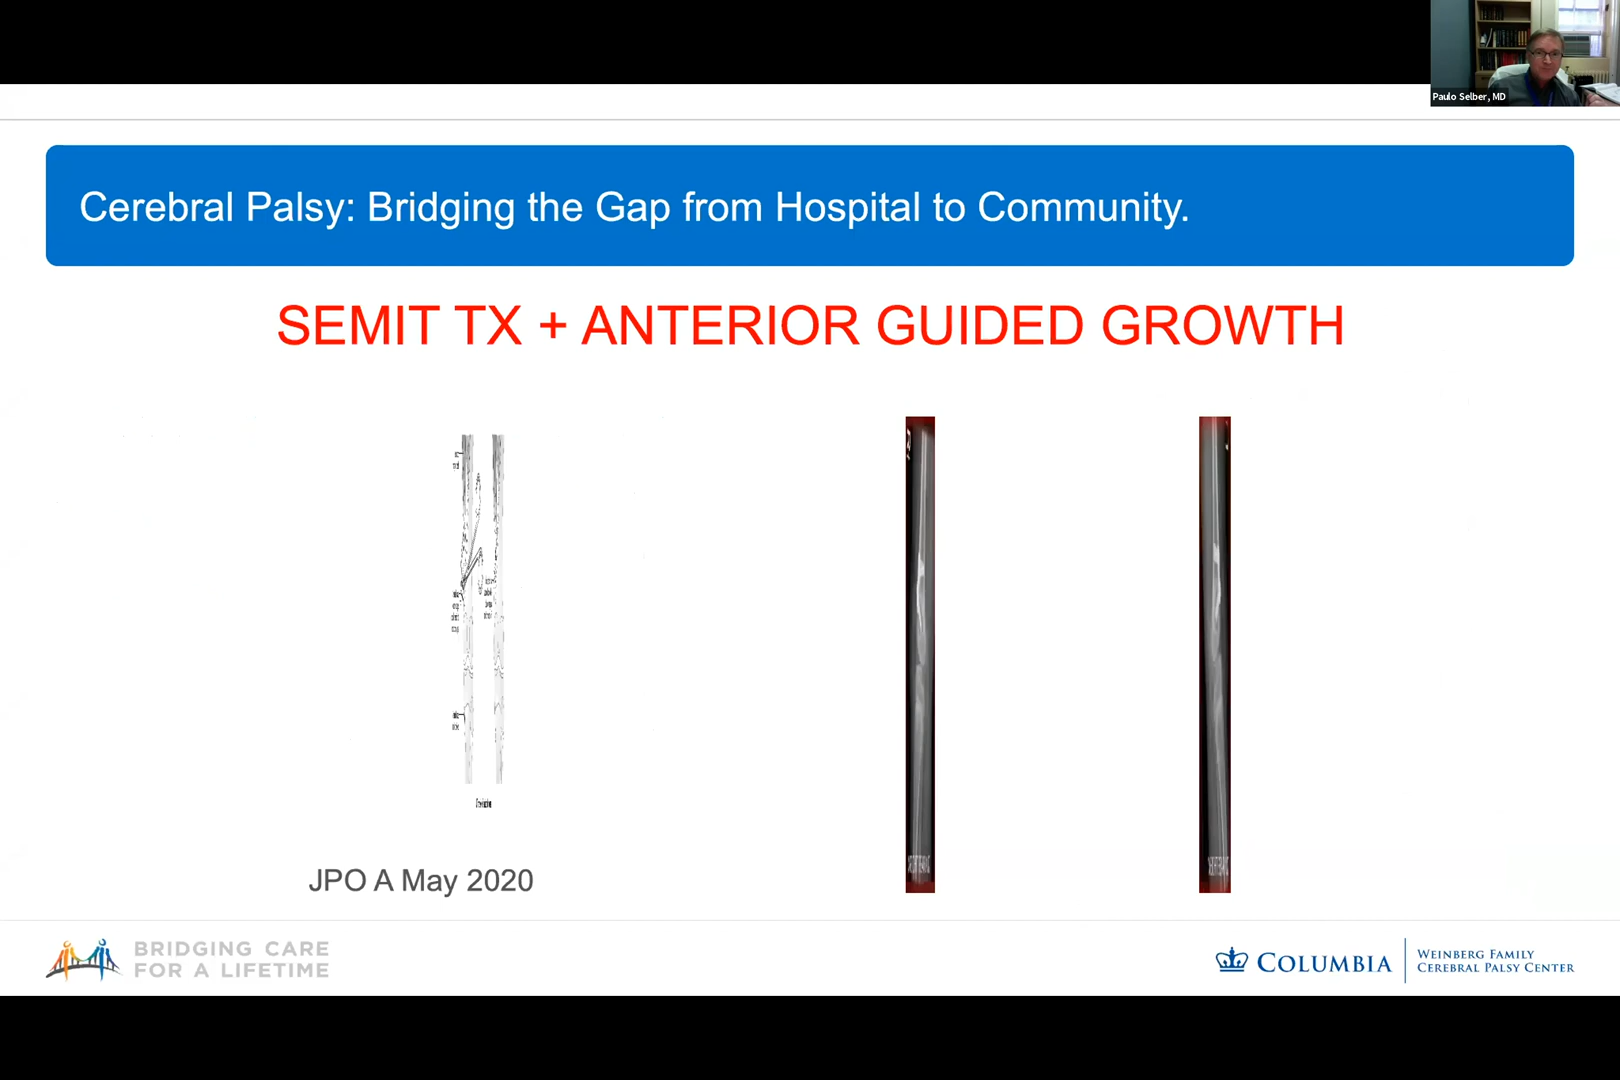 Paulo Selber, MD
Cerebral Palsy: Bridging the Gap from Hospital to Community.
SEMIT TX + ANTERIOR GUIDED GROWTH
JPO A May 2020
BRIDGING CARE
FOR A LIFETIME
COLUMBIA
WEINBERG FAMILY
CEREBRAL PALSY CENTER